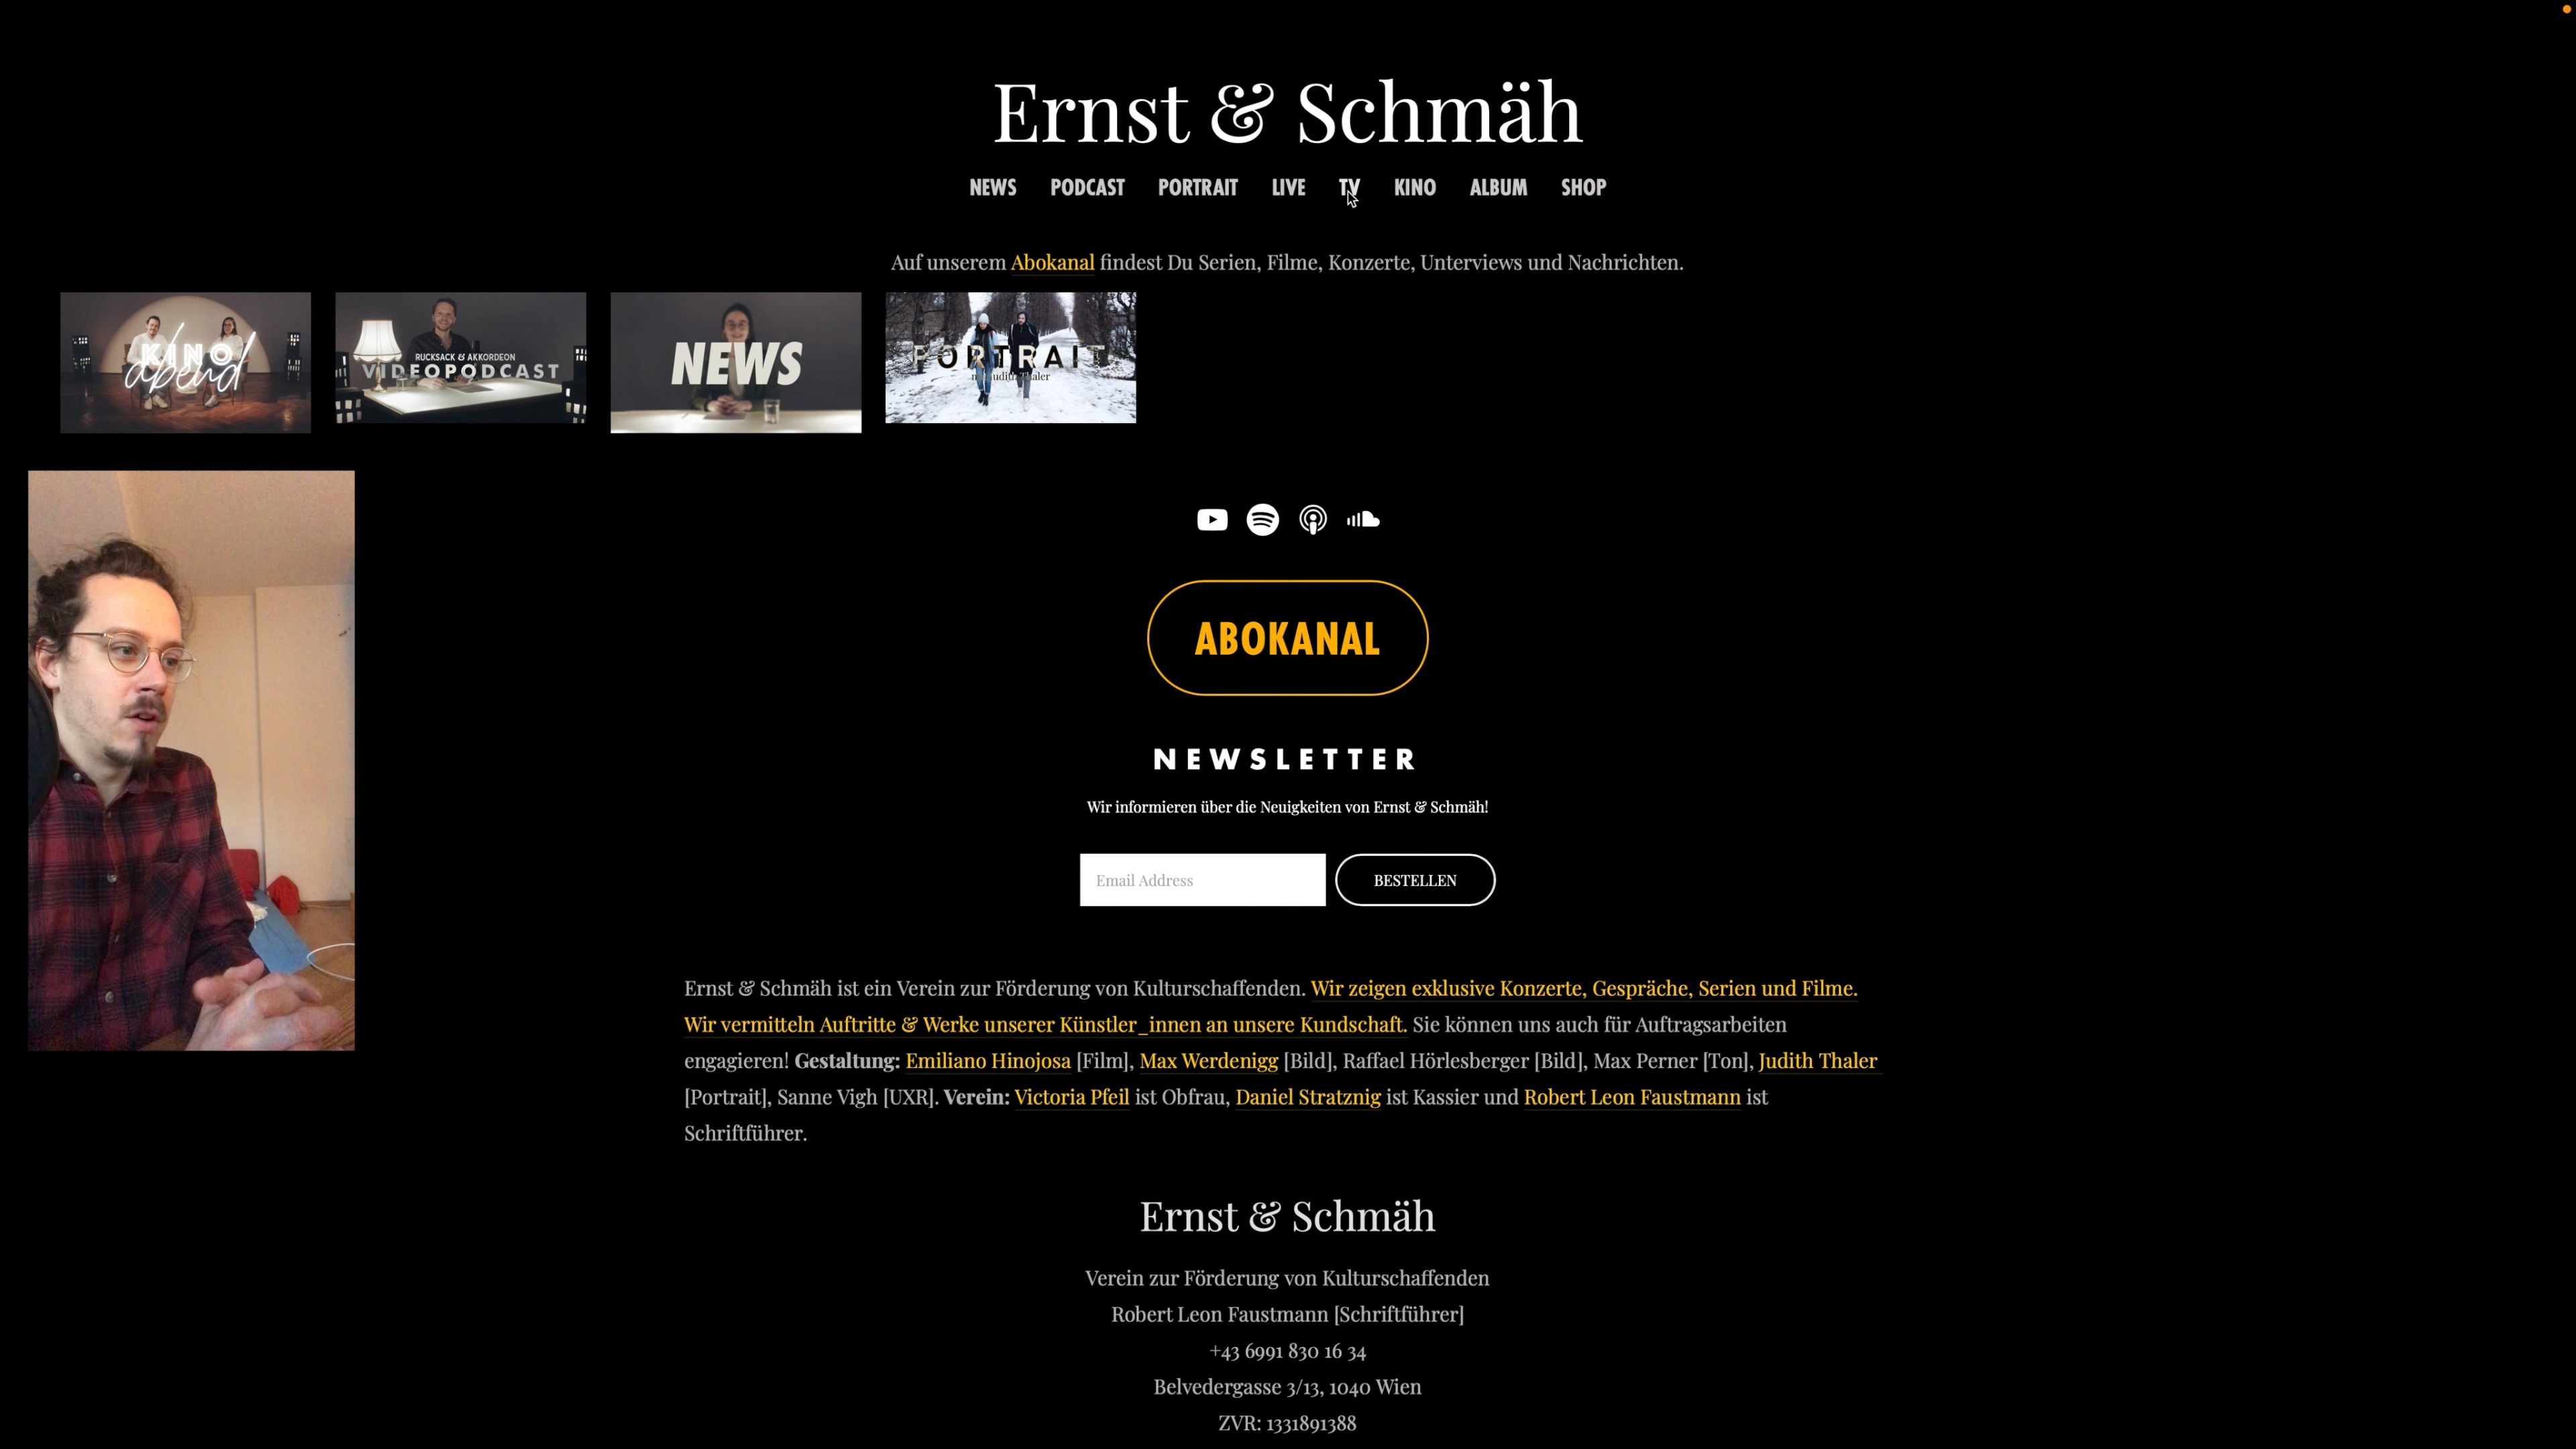 Ernst & Schmäh
NEWS PODCAST PORTRAIT LIVE TV KINO ALBUM SHOP
Auf unserem Abokanal findest Du Serien, Filme, Konzerte, Unterviews und Nachrichten.
KINO
abend
RUCKSACK & AKKORDEON
VIDEOPODCAST
NEWS
PORTRAIT
mit Judith Thaler
ABOKANAL
NEWSLETTER
Wir informieren über die Neuigkeiten von Ernst & Schmäh!
Email Address
BESTELLEN
Ernst & Schmäh ist ein Verein zur Förderung von Kulturschaffenden. Wir zeigen exklusive Konzerte, Gespräche, Serien und Filme.
Wir vermitteln Auftritte & Werke unserer Künstler_innen an unsere Kundschaft. Sie können uns auch für Auftragsarbeiten
engagieren! Gestaltung: Emiliano Hinojosa [Film], Max Werdenigg [Bild], Raffael Hörlesberger [Bild], Max Perner [Ton], Judith Thaler
[Portrait], Sanne Vigh [UXR]. Verein: Victoria Pfeil ist Obfrau, Daniel Stratznig ist Kassier und Robert Leon Faustmann ist
Schriftführer.
Ernst & Schmäh
Verein zur Förderung von Kulturschaffenden
Robert Leon Faustmann [Schriftführer]
+43 6991 830 16 34
Belvedergasse 3/13, 1040 Wien
ZVR: 1331891388